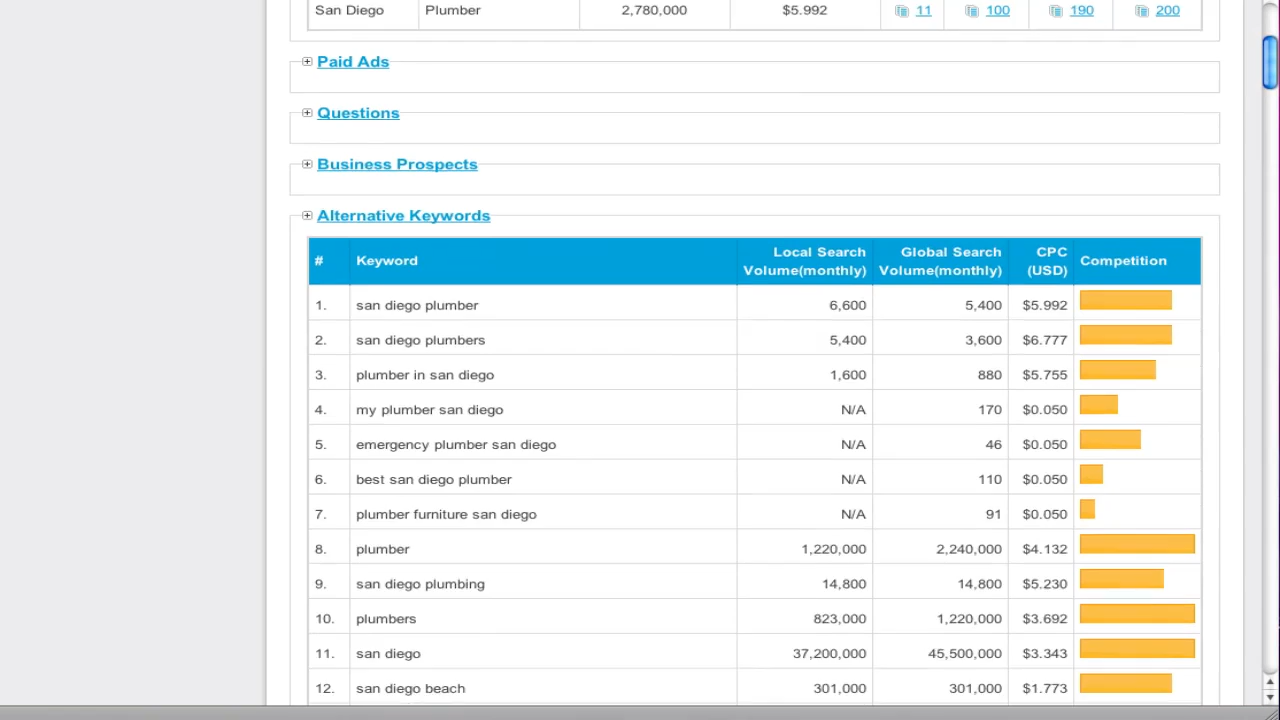 San Diego Plumber 2,780,000 $5.992 11 100 190 200
Paid Ads
Questions
Business Prospects
Alternative Keywords
# Keyword Local Search Volume(monthly) Global Search Volume(monthly) CPC (USD) Competition
1. san diego plumber 6,600 5,400 $5.992
2. san diego plumbers 5,400 3,600 $6.777
3. plumber in san diego 1,600 880 $5.755
4. my plumber san diego N/A 170 $0.050
5. emergency plumber san diego N/A 46 $0.050
6. best san diego plumber N/A 110 $0.050
7. plumber furniture san diego N/A 91 $0.050
8. plumber 1,220,000 2,240,000 $4.132
9. san diego plumbing 14,800 14,800 $5.230
10. plumbers 823,000 1,220,000 $3.692
11. san diego 37,200,000 45,500,000 $3.343
12. san diego beach 301,000 301,000 $1.773